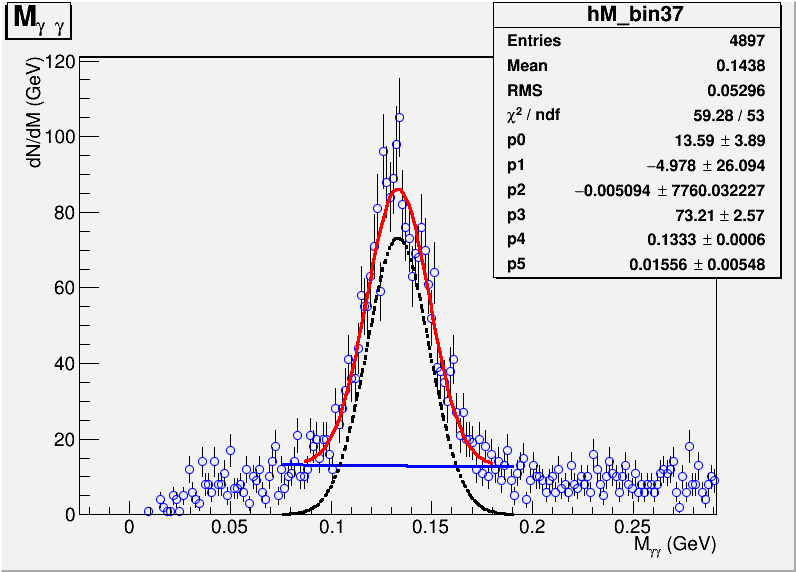 M_γ γ
hM_bin37
Entries 4897
Mean 0.1438
RMS 0.05296
χ² / ndf 59.28 / 53
p0 13.59 ± 3.89
p1 −4.978 ± 26.094
p2 −0.005094 ± 7760.032227
p3 73.21 ± 2.57
p4 0.1333 ± 0.0006
p5 0.01556 ± 0.00548
dN/dM (GeV)
120
100
80
60
40
20
0
0 0.05 0.1 0.15 0.2 0.25
M_γγ (GeV)